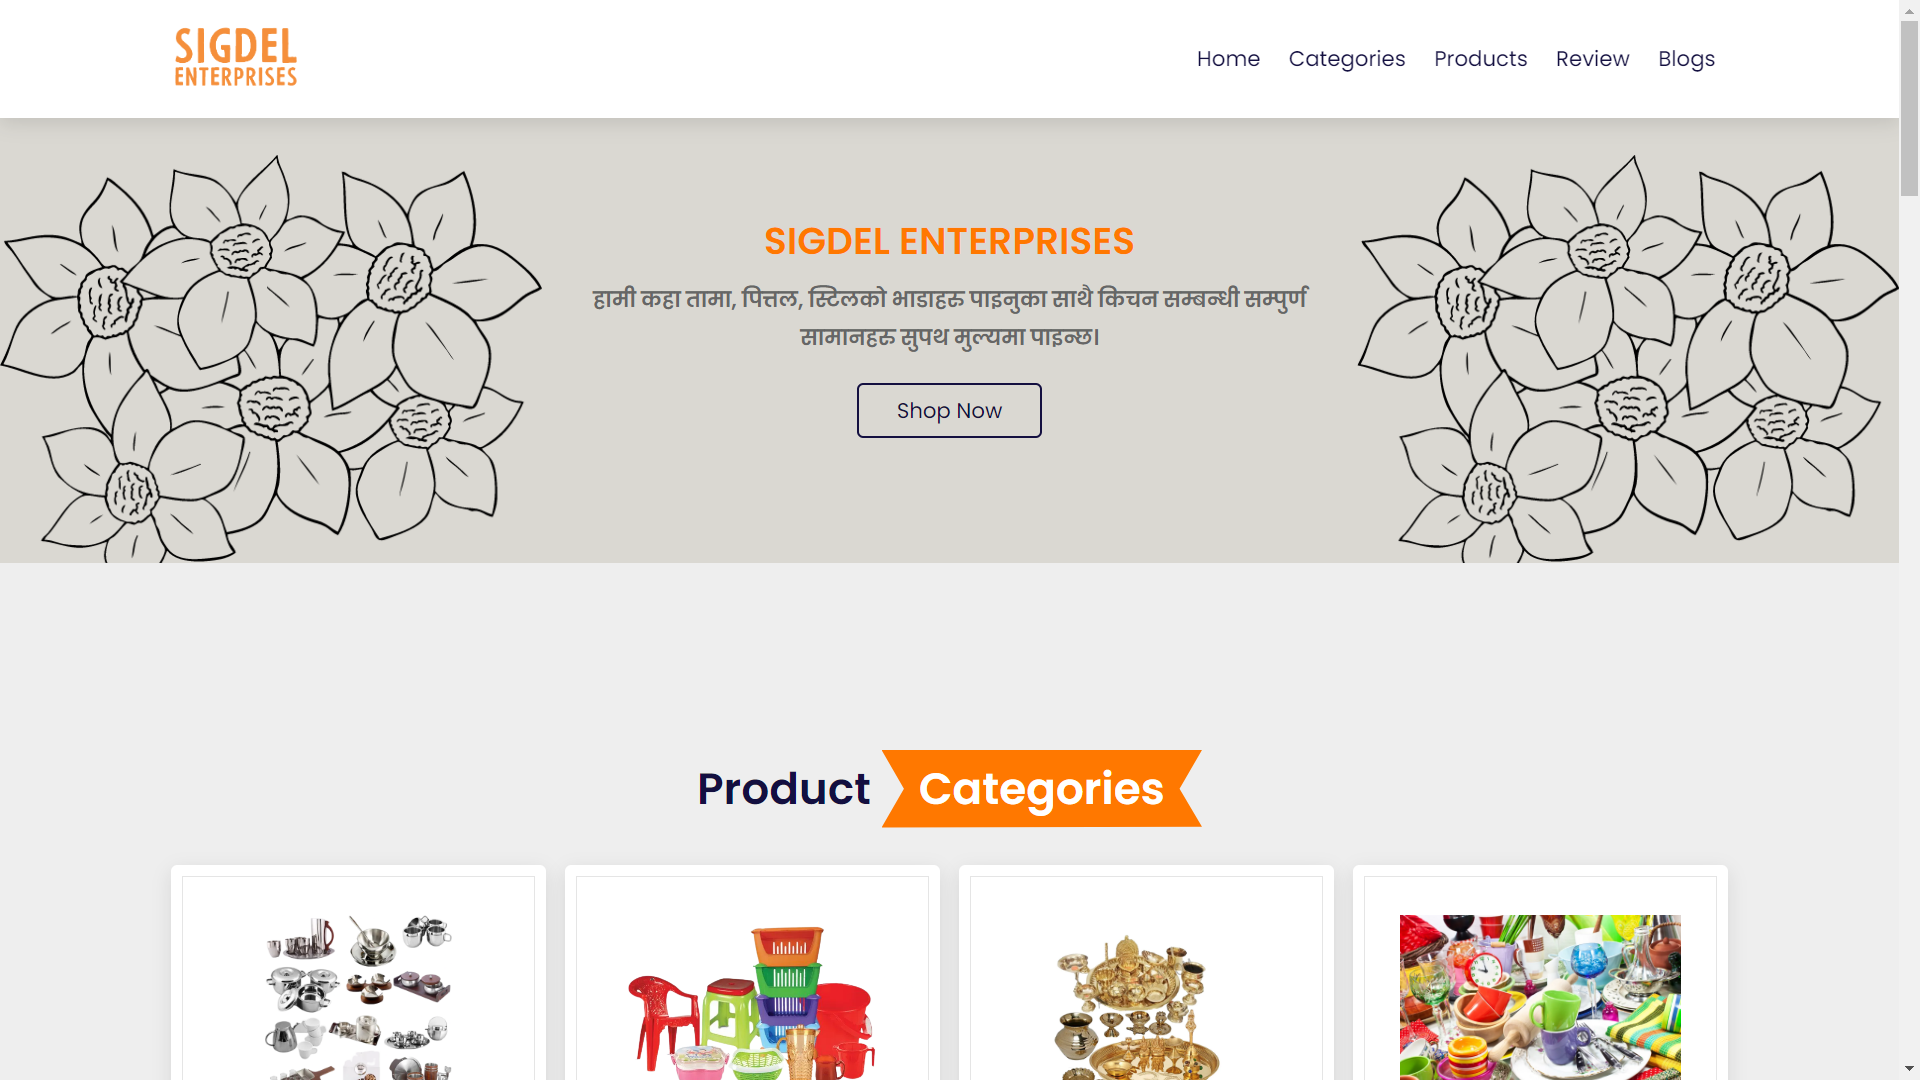 SIGDEL
ENTERPRISES
Home Categories Products Review Blogs
SIGDEL ENTERPRISES
हामी कहा तामा, पित्तल, स्टिलको भाडाहरु पाइनुका साथै किचन सम्बन्धी सम्पुर्ण
सामानहरु सुपथ मुल्यमा पाइन्छ।
Shop Now
Product Categories